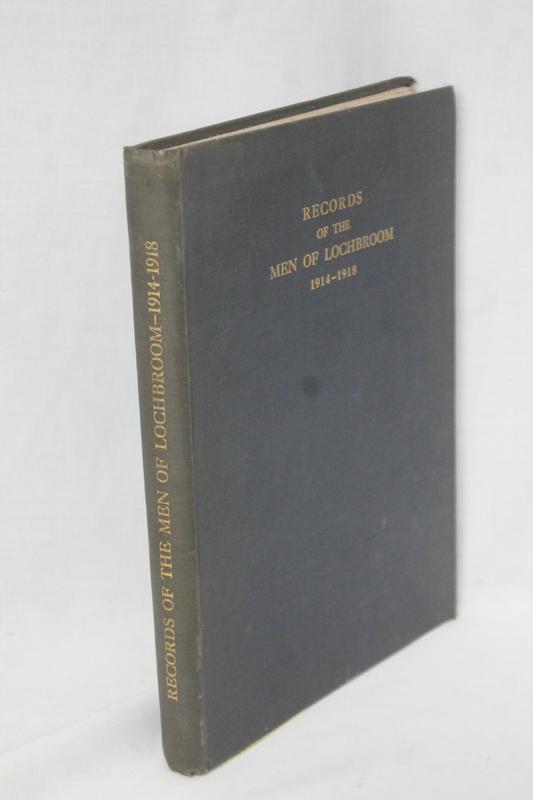 RECORDS
OF THE
MEN OF LOCHBROOM
1914–1918
RECORDS OF THE MEN OF LOCHBROOM–1914-1918